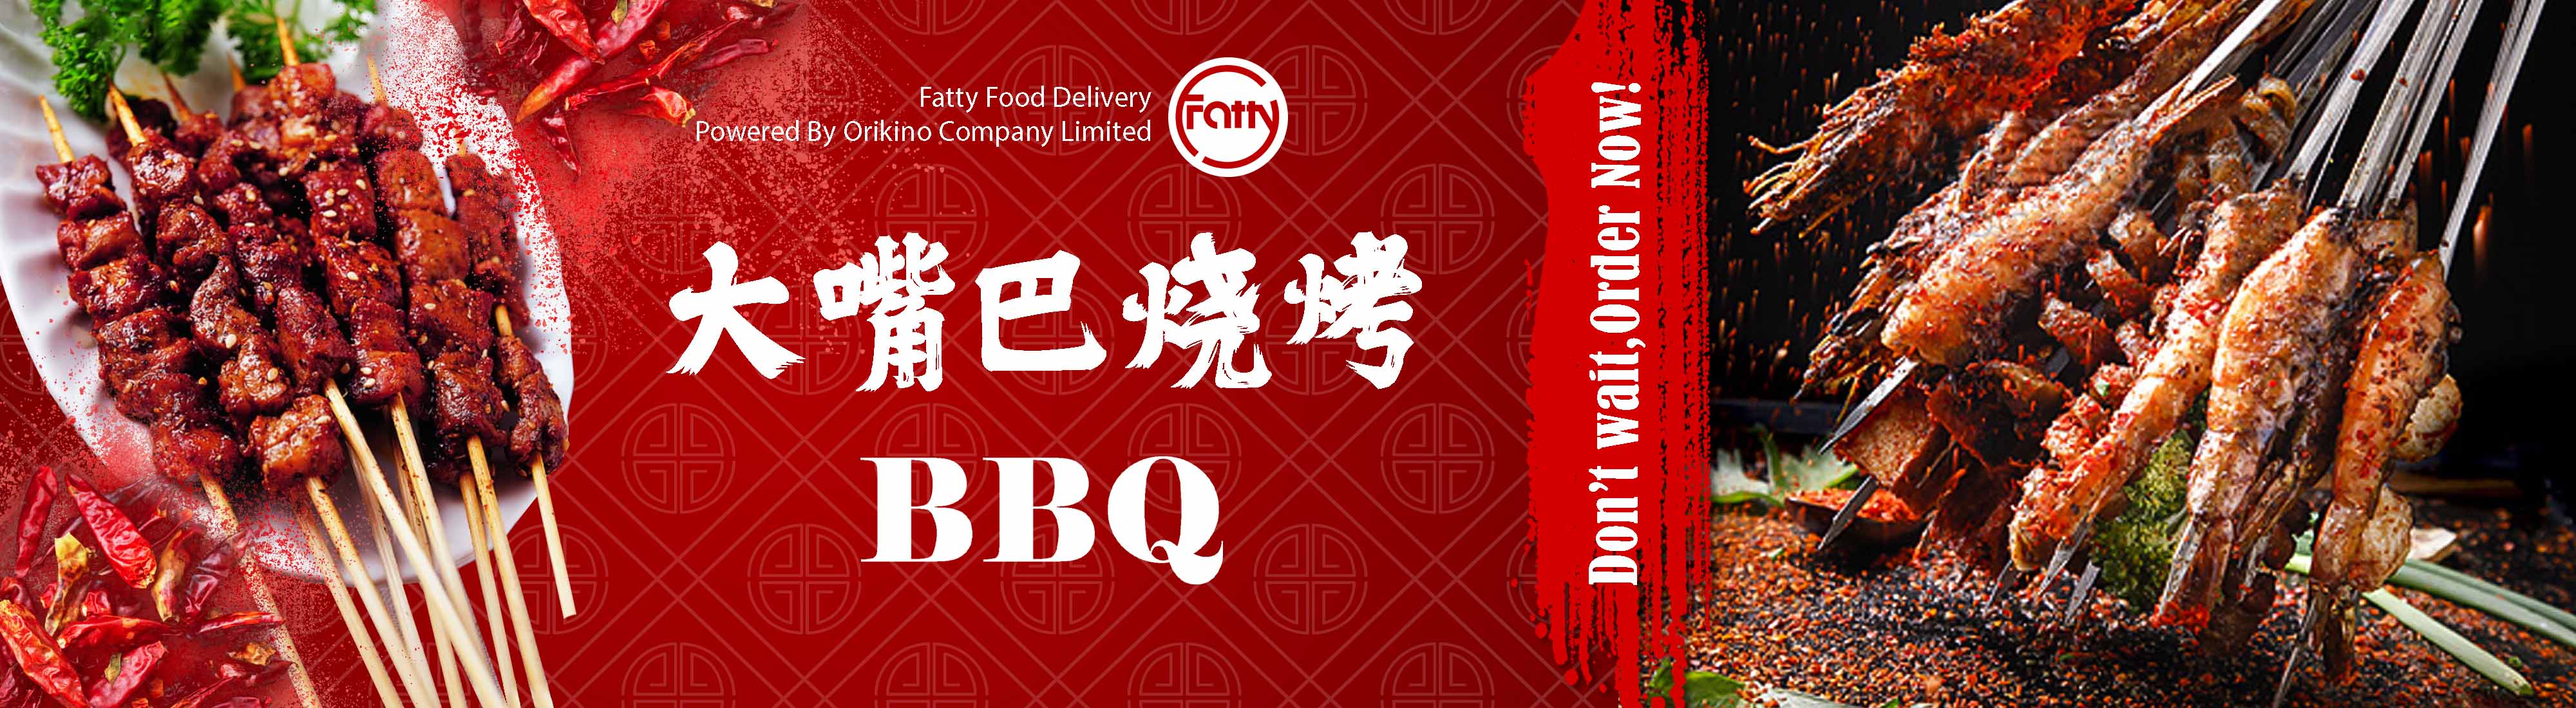 Fatty Food Delivery
Powered By Orikino Company Limited
Fatty
大嘴巴烧烤
BBQ
Don't wait,Order Now!